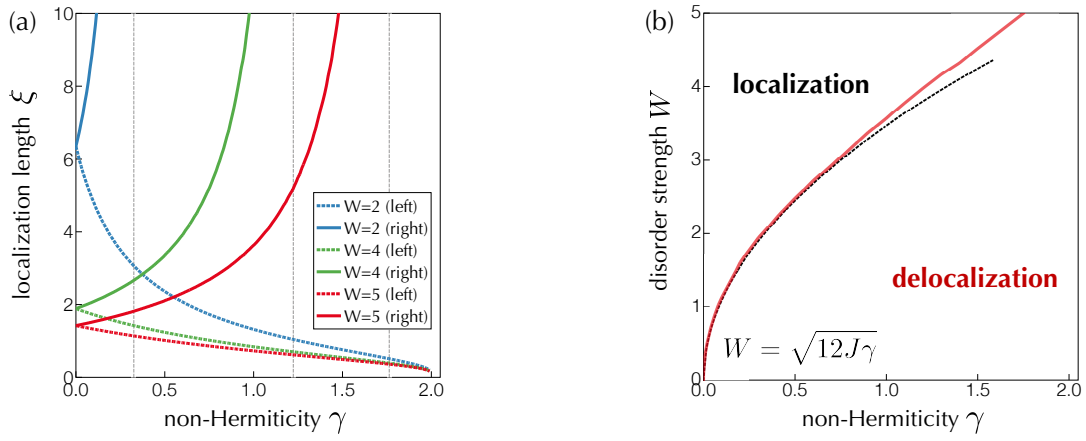 (a)
localization length ξ
10
8
6
4
2
0
0.0
0.5
1.0
1.5
2.0
non-Hermiticity γ
W=2 (left)
W=2 (right)
W=4 (left)
W=4 (right)
W=5 (left)
W=5 (right)
(b)
disorder strength W
5
4
3
2
1
0
0.0
0.5
1.0
1.5
2.0
non-Hermiticity γ
localization
delocalization
W = √12Jγ